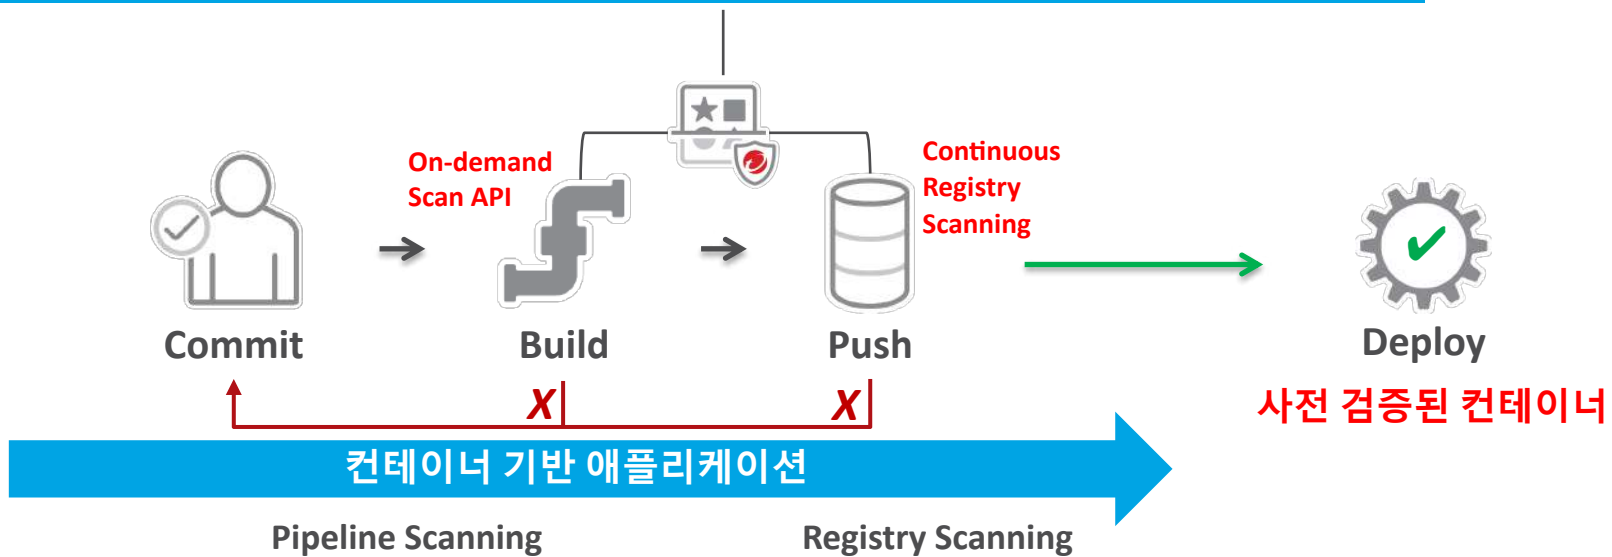 On-demand
Scan API
Continuous
Registry
Scanning
Commit
Build
Push
Deploy
X
X
사전 검증된 컨테이너
컨테이너 기반 애플리케이션
Pipeline Scanning
Registry Scanning